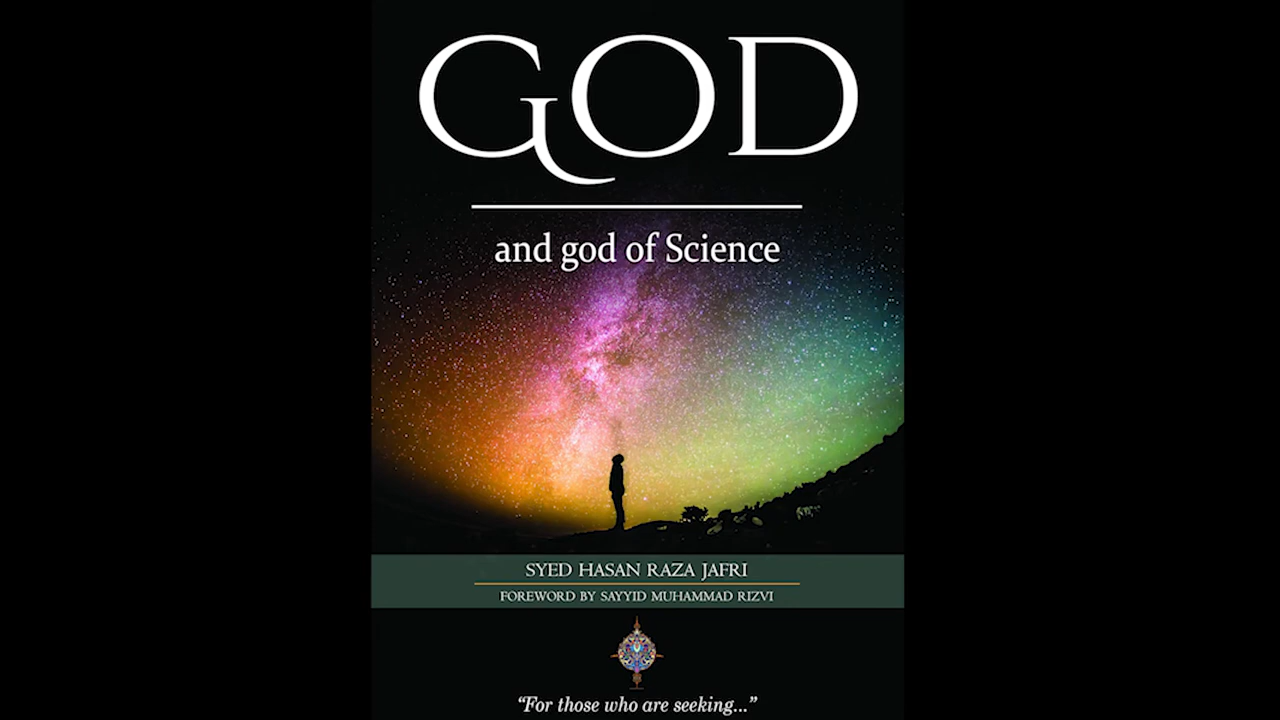 GOD
and god of Science
SYED HASAN RAZA JAFRI
FOREWORD BY SAYYID MUHAMMAD RIZVI
“For those who are seeking...”